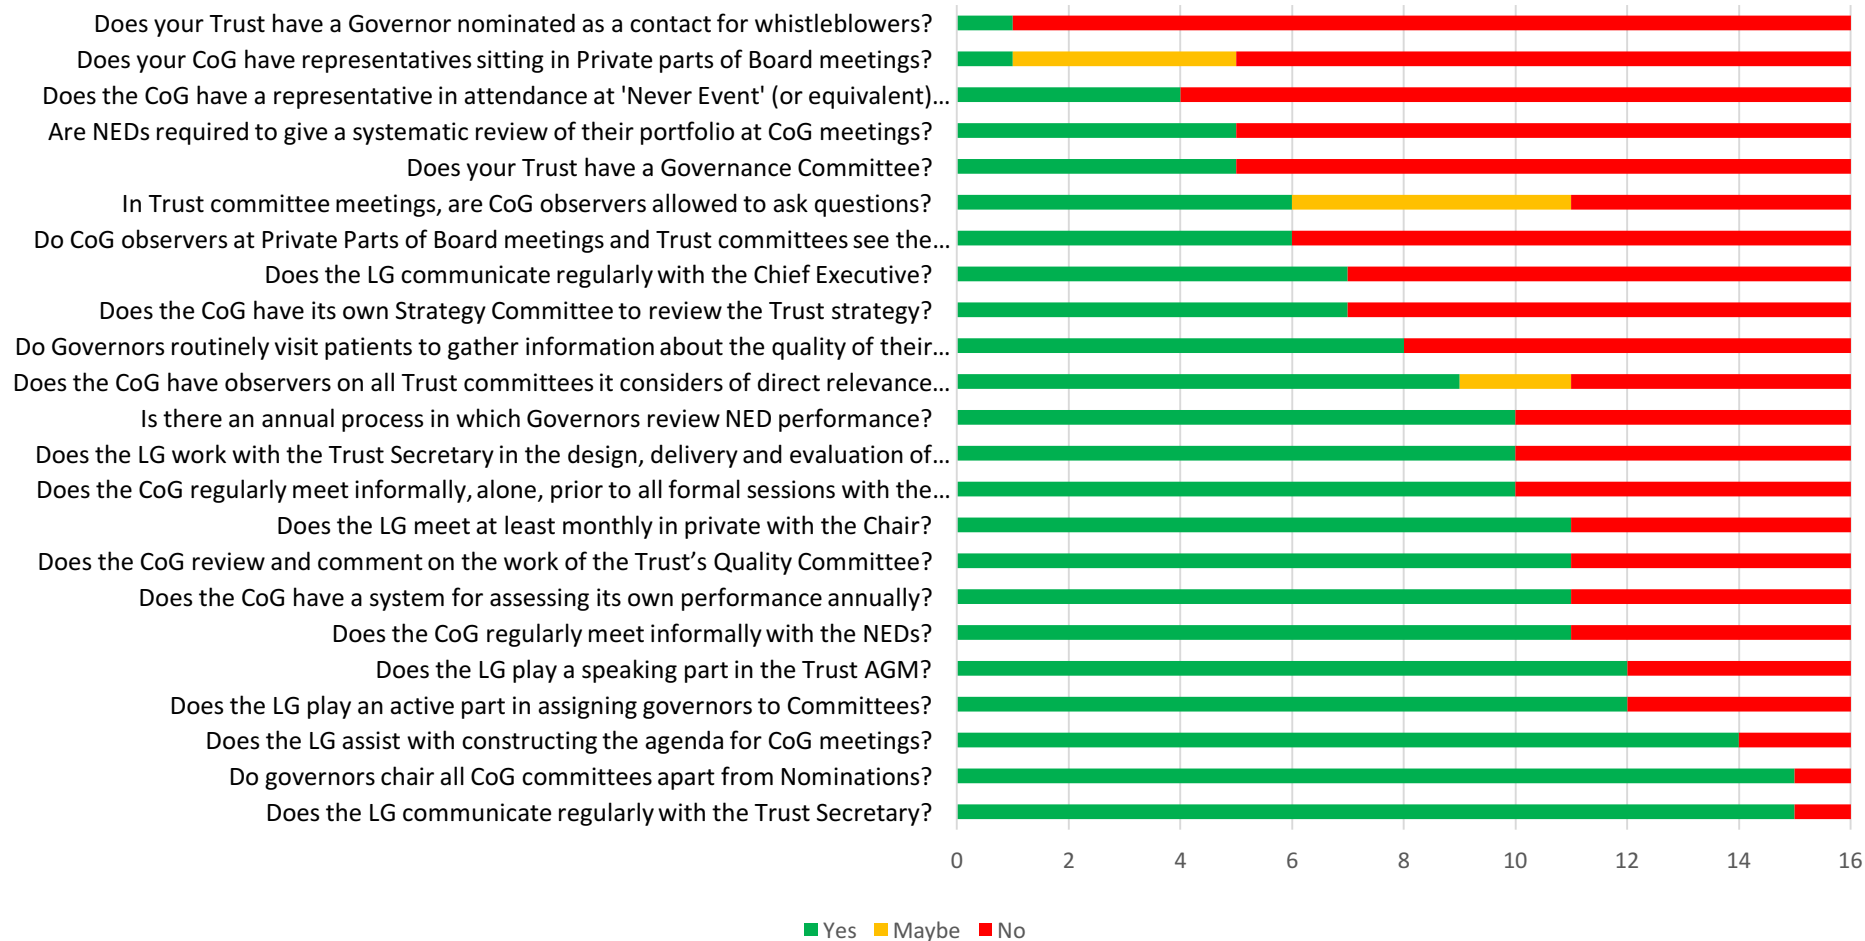 Does your Trust have a Governor nominated as a contact for whistleblowers?
Does your CoG have representatives sitting in Private parts of Board meetings?
Does the CoG have a representative in attendance at 'Never Event' (or equivalent)...
Are NEDs required to give a systematic review of their portfolio at CoG meetings?
Does your Trust have a Governance Committee?
In Trust committee meetings, are CoG observers allowed to ask questions?
Do CoG observers at Private Parts of Board meetings and Trust committees see the...
Does the LG communicate regularly with the Chief Executive?
Does the CoG have its own Strategy Committee to review the Trust strategy?
Do Governors routinely visit patients to gather information about the quality of their...
Does the CoG have observers on all Trust committees it considers of direct relevance...
Is there an annual process in which Governors review NED performance?
Does the LG work with the Trust Secretary in the design, delivery and evaluation of...
Does the CoG regularly meet informally, alone, prior to all formal sessions with the...
Does the LG meet at least monthly in private with the Chair?
Does the CoG review and comment on the work of the Trust’s Quality Committee?
Does the CoG have a system for assessing its own performance annually?
Does the CoG regularly meet informally with the NEDs?
Does the LG play a speaking part in the Trust AGM?
Does the LG play an active part in assigning governors to Committees?
Does the LG assist with constructing the agenda for CoG meetings?
Do governors chair all CoG committees apart from Nominations?
Does the LG communicate regularly with the Trust Secretary?
0 2 4 6 8 10 12 14 16
Yes Maybe No